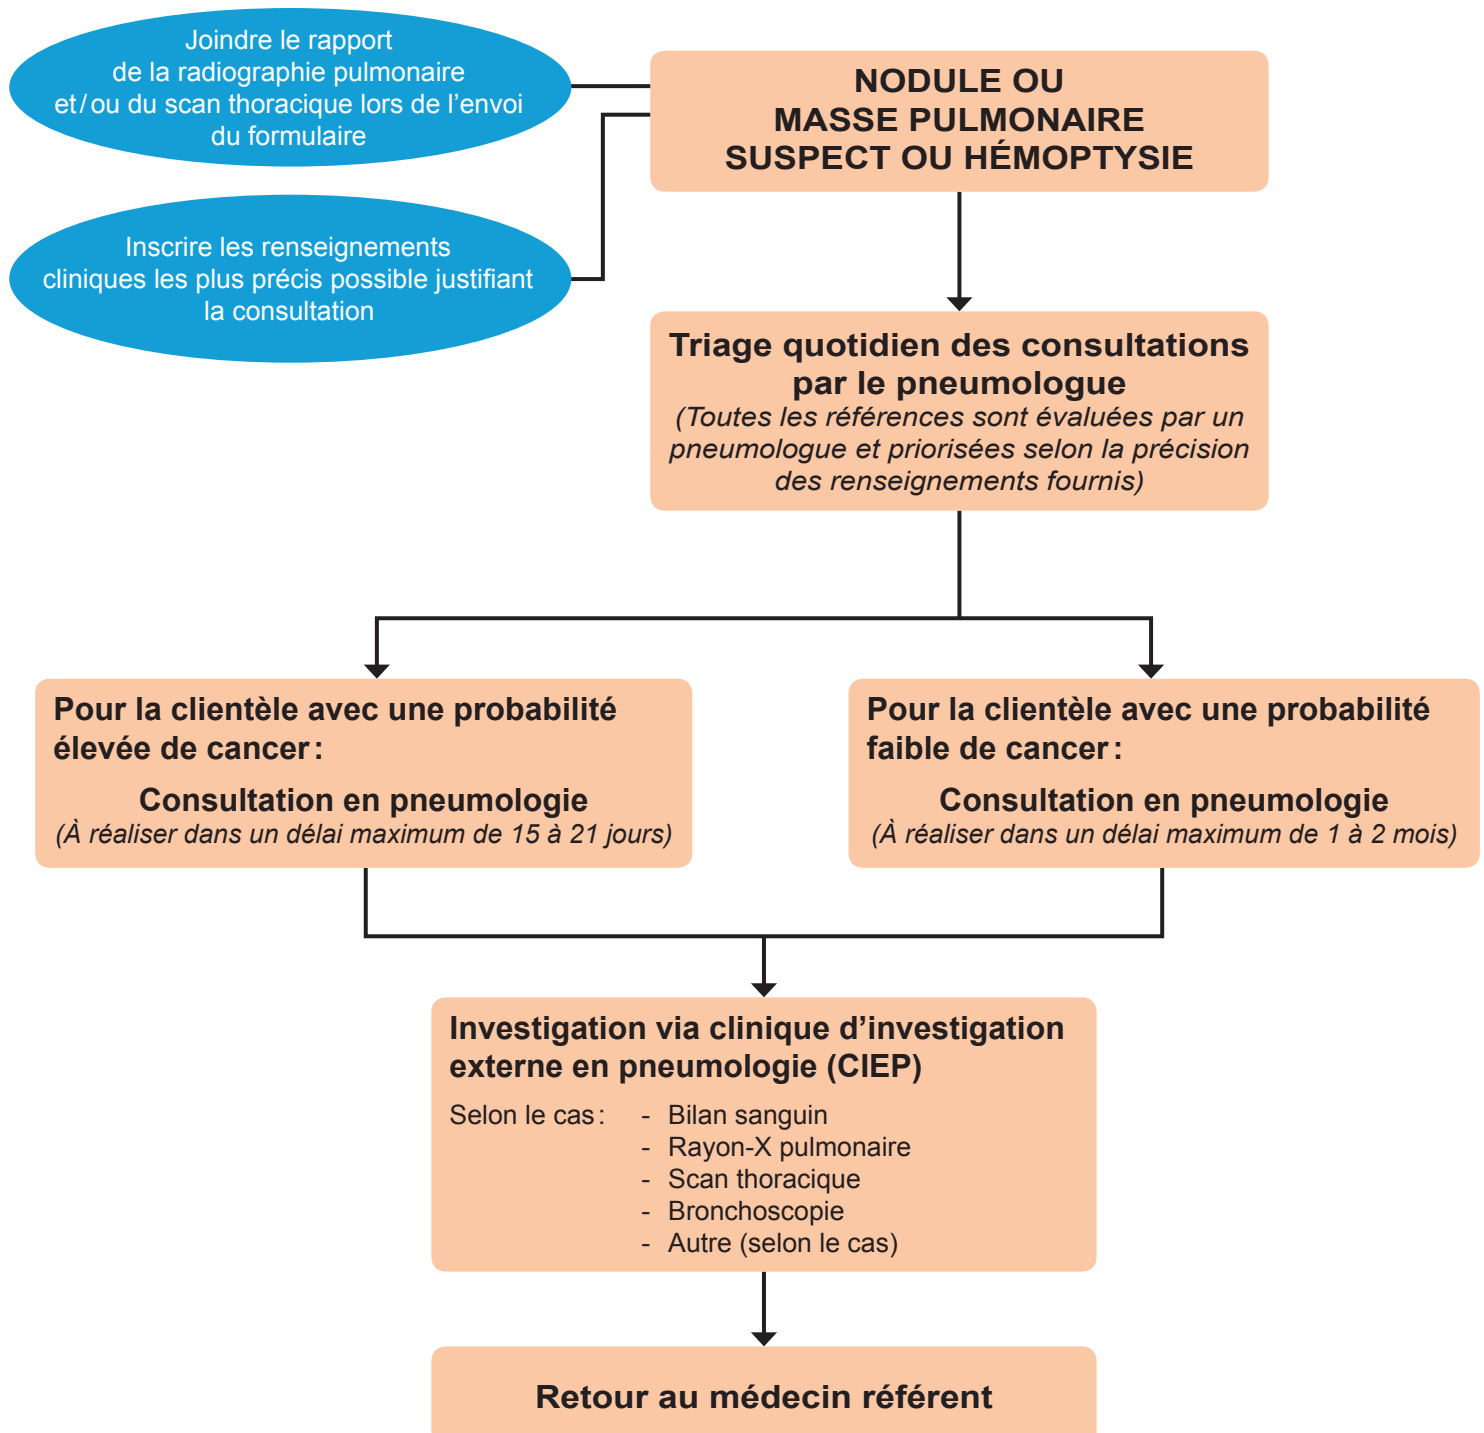 Joindre le rapport
de la radiographie pulmonaire
et/ou du scan thoracique lors de l’envoi
du formulaire
NODULE OU
MASSE PULMONAIRE
SUSPECT OU HÉMOPTYSIE
Inscrire les renseignements
cliniques les plus précis possible justifiant
la consultation
Triage quotidien des consultations
par le pneumologue
(Toutes les références sont évaluées par un
pneumologue et priorisées selon la précision
des renseignements fournis)
Pour la clientèle avec une probabilité
élevée de cancer :
Consultation en pneumologie
(À réaliser dans un délai maximum de 15 à 21 jours)
Pour la clientèle avec une probabilité
faible de cancer :
Consultation en pneumologie
(À réaliser dans un délai maximum de 1 à 2 mois)
Investigation via clinique d’investigation
externe en pneumologie (CIEP)
Selon le cas : - Bilan sanguin
- Rayon-X pulmonaire
- Scan thoracique
- Bronchoscopie
- Autre (selon le cas)
Retour au médecin référent